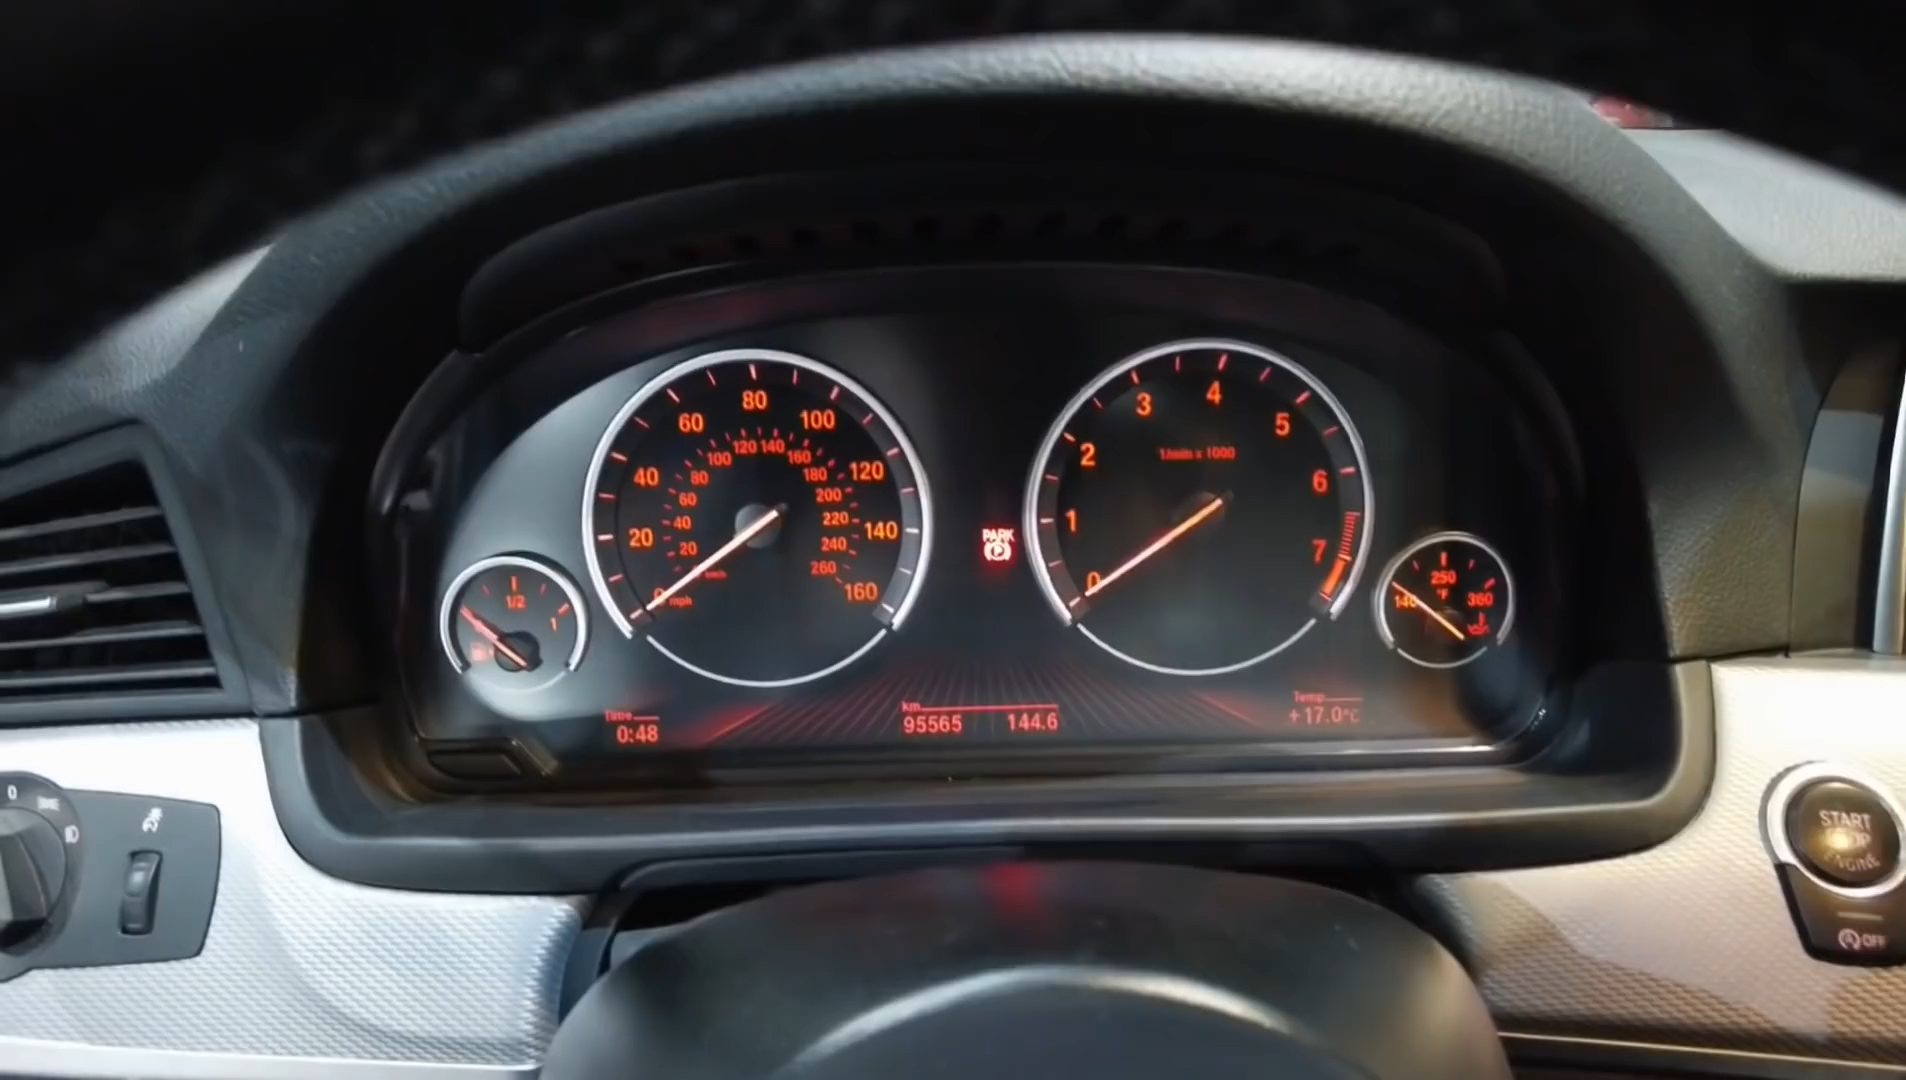 80
60 100
120 140
100 160
40 80 180 120
60 200
20 40 220 140
20 240
260
0 160
mph
4
3 5
2 1/min x 1000
6
1
7
0
PARK
P
1/2
1
250
°F
140 360
Time
0:48
km
95565 144.6
Temp
+17.0°C
0
START
STOP
ENGINE
A OFF